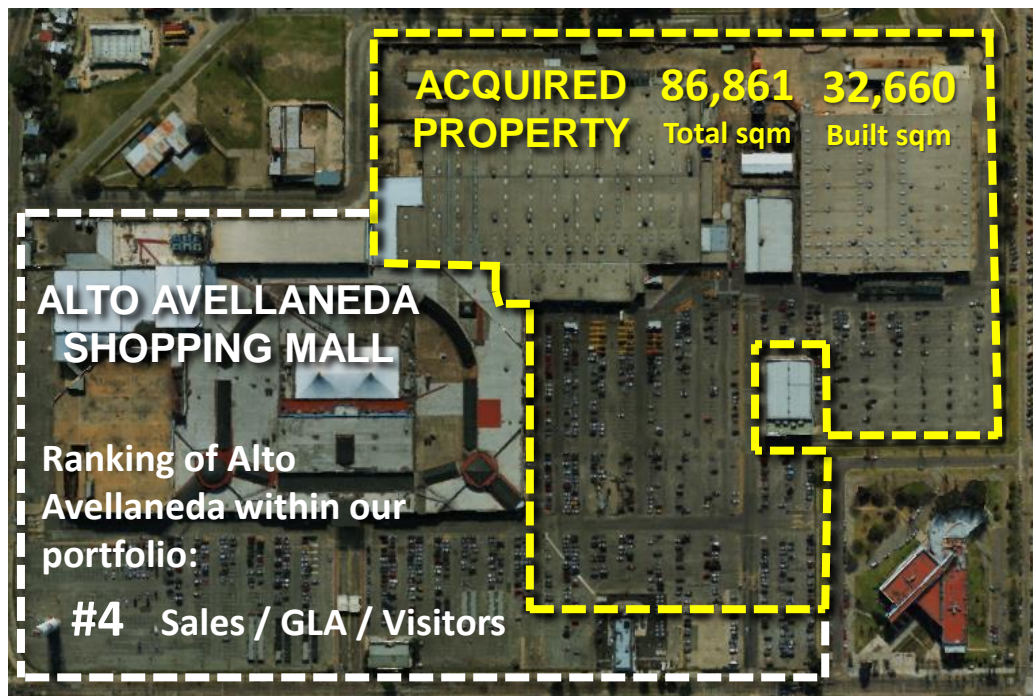 ACQUIRED
PROPERTY
86,861
Total sqm
32,660
Built sqm
ALTO AVELLANEDA
SHOPPING MALL
Ranking of Alto
Avellaneda within our
portfolio:
#4 Sales / GLA / Visitors